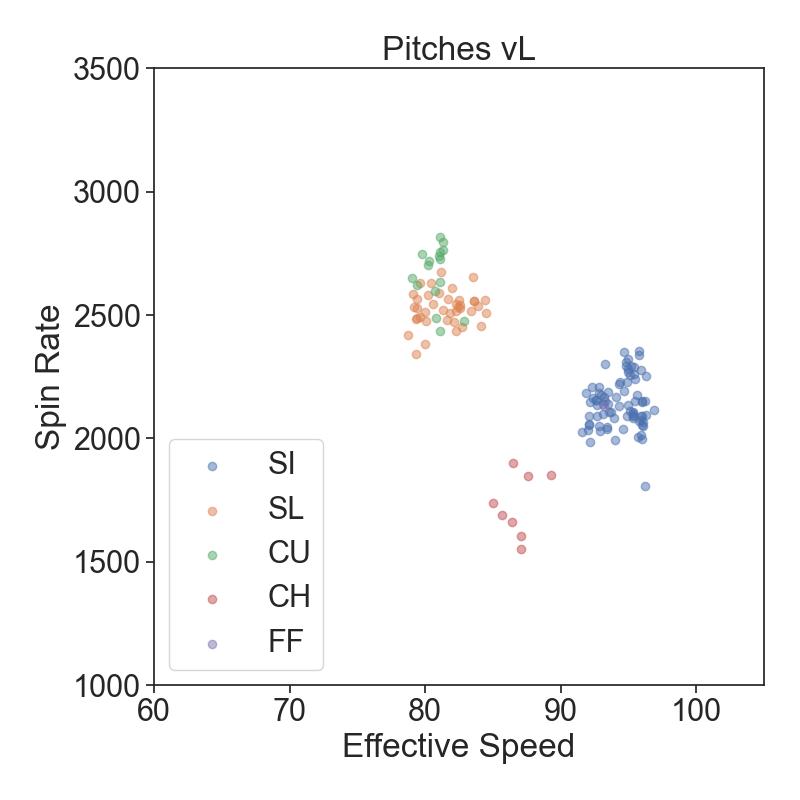 Pitches vL
3500
3000
2500
2000
1500
1000
Spin Rate
SI
SL
CU
CH
FF
60 70 80 90 100
Effective Speed